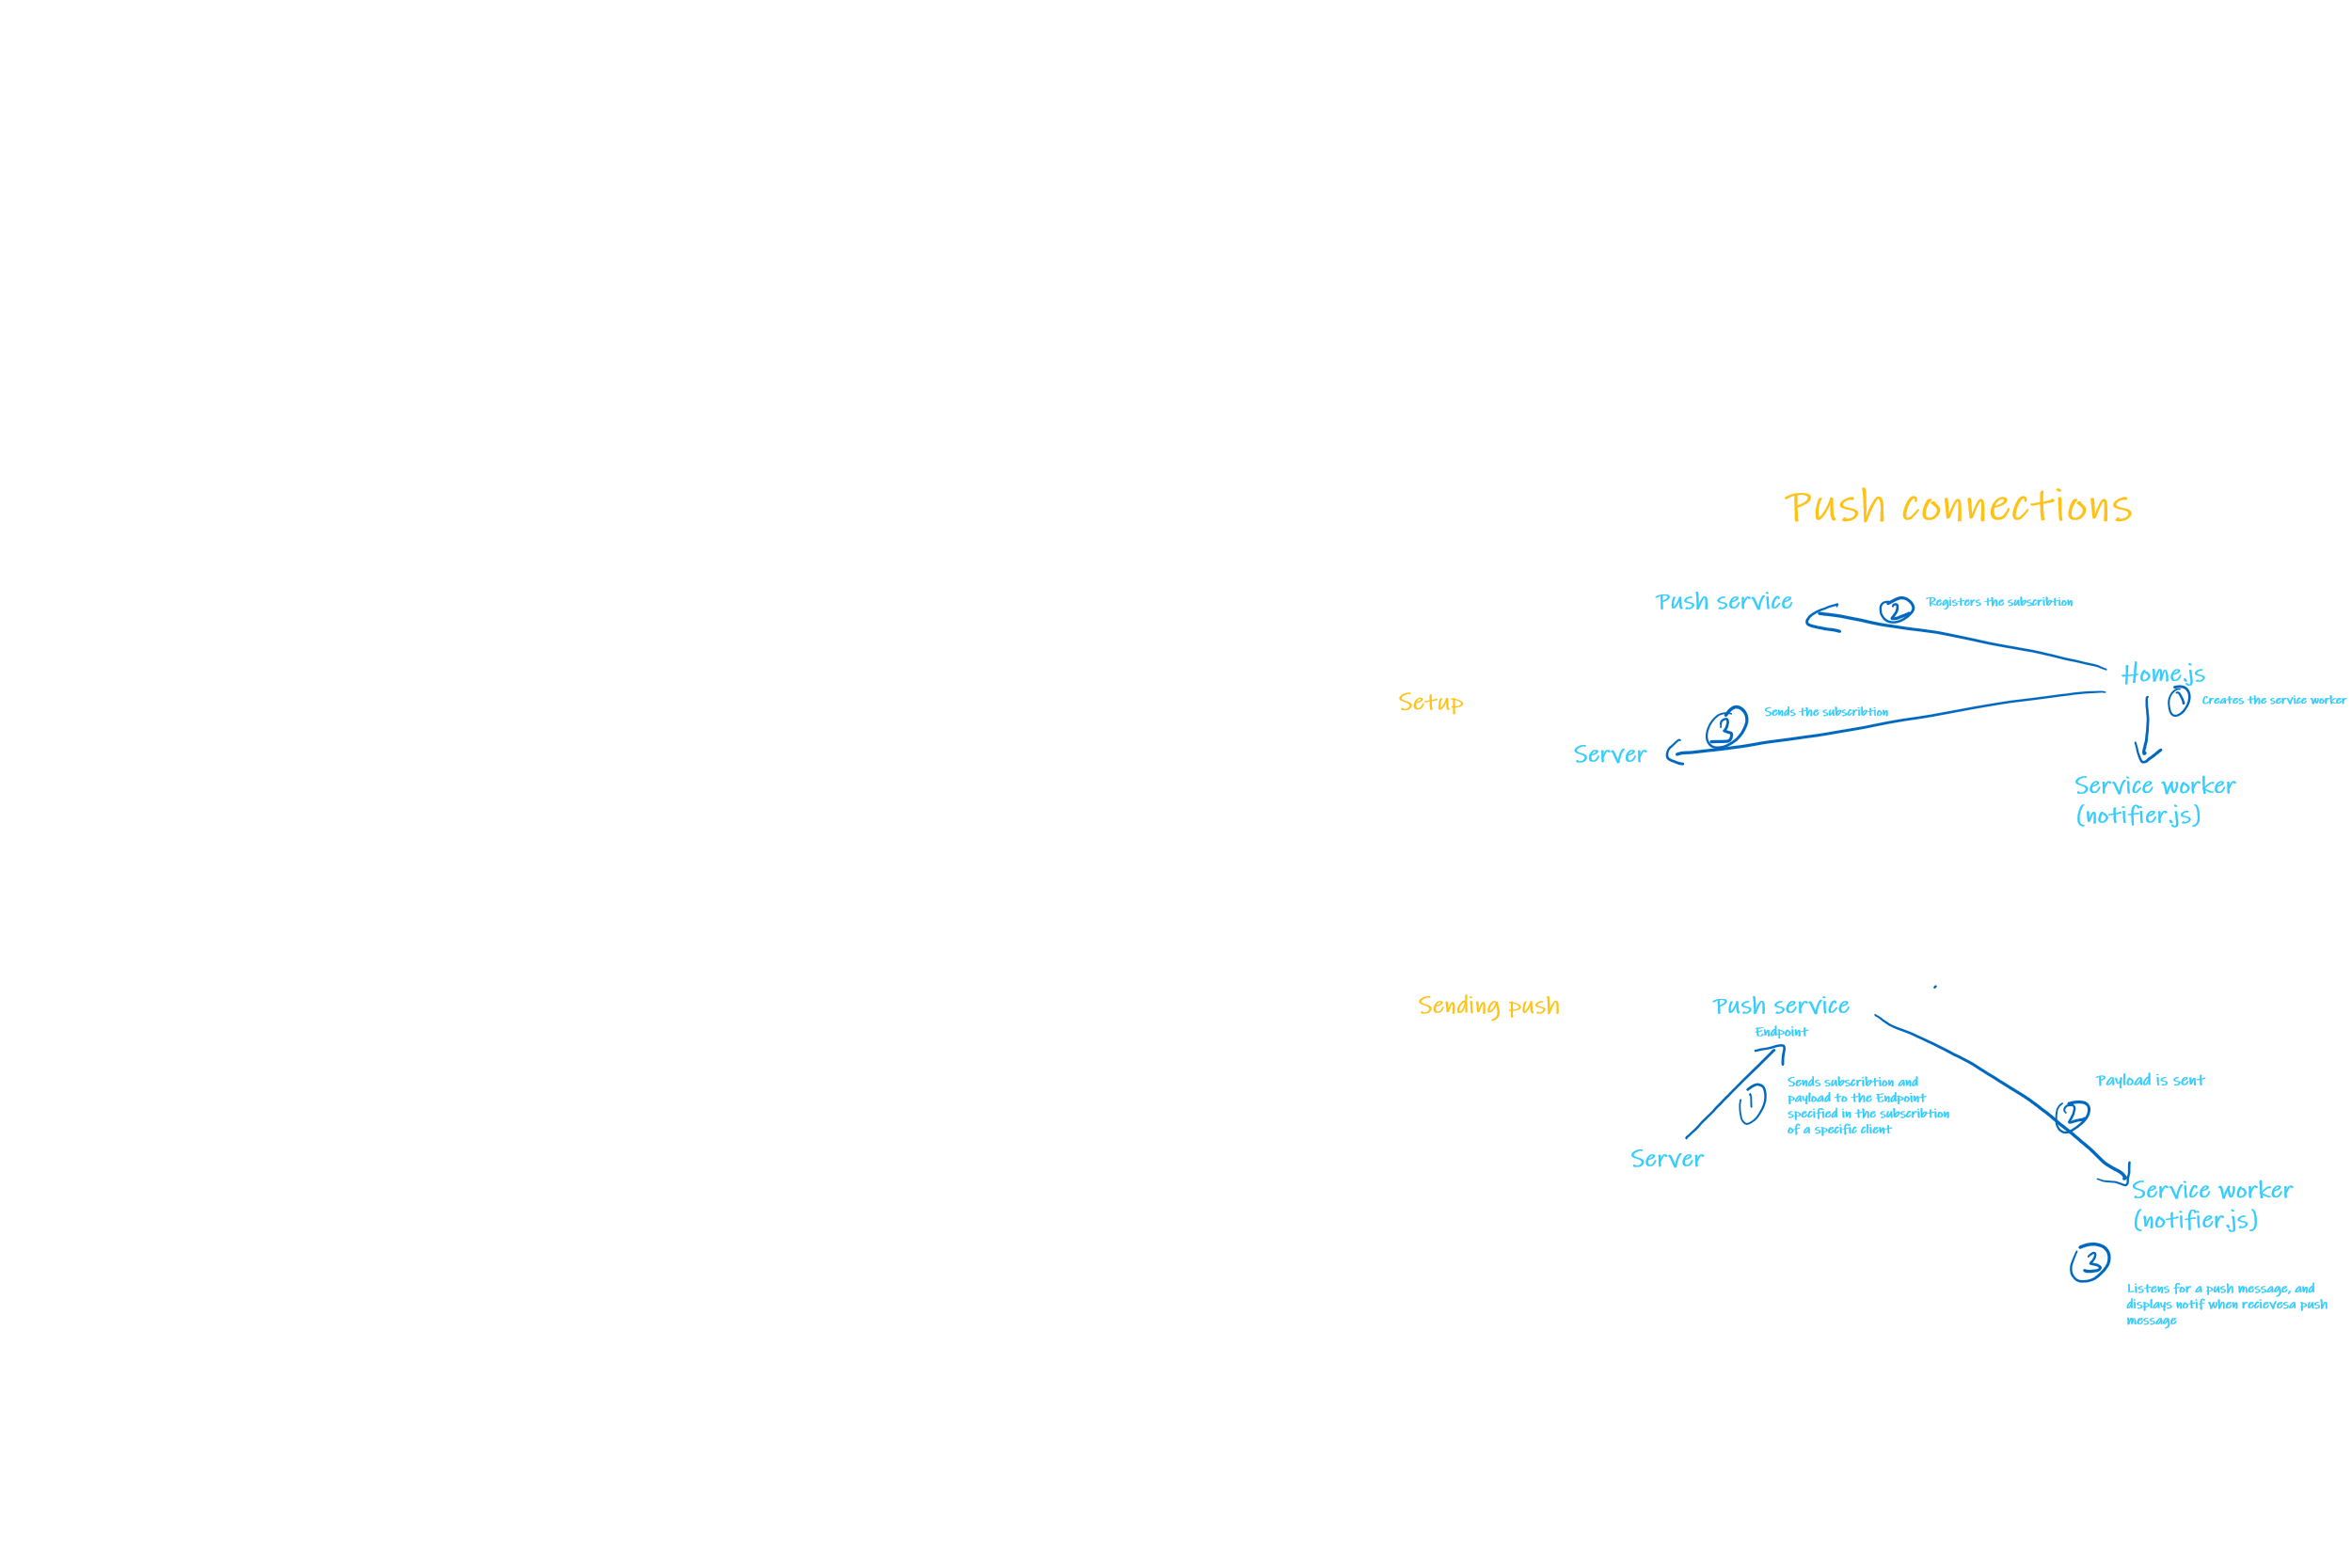 Push connections
Push service
2
Registers the subscribtion
Home.js
Setup
1
Creates the service worker
3
Sends the subscribtion
Server
Service worker
(notifier.js)
Sending push
Push service
Endpoint
1
Sends subscribtion and
payload to the Endpoint
specified in the subscribtion
of a specific client
Payload is sent
2
Server
Service worker
(notifier.js)
3
Listens for a push message, and
displays notif when recievesa push
message